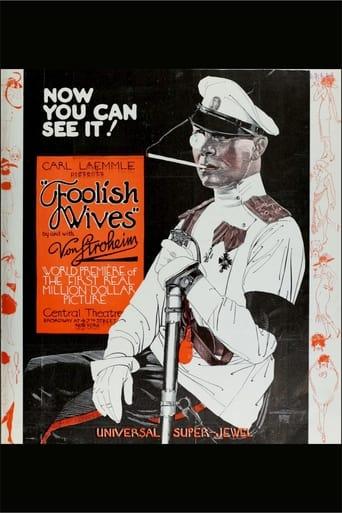 NOW
YOU CAN
SEE IT!
CARL LAEMMLE
PRESENTS
"Foolish
Wives"
by and with
Von Stroheim
WORLD PREMIÈRE of
THE FIRST REAL
MILLION DOLLAR
PICTURE
Central Theatre
BROADWAY AT 47TH STREET
NEW YORK
UNIVERSAL SUPER-JEWEL